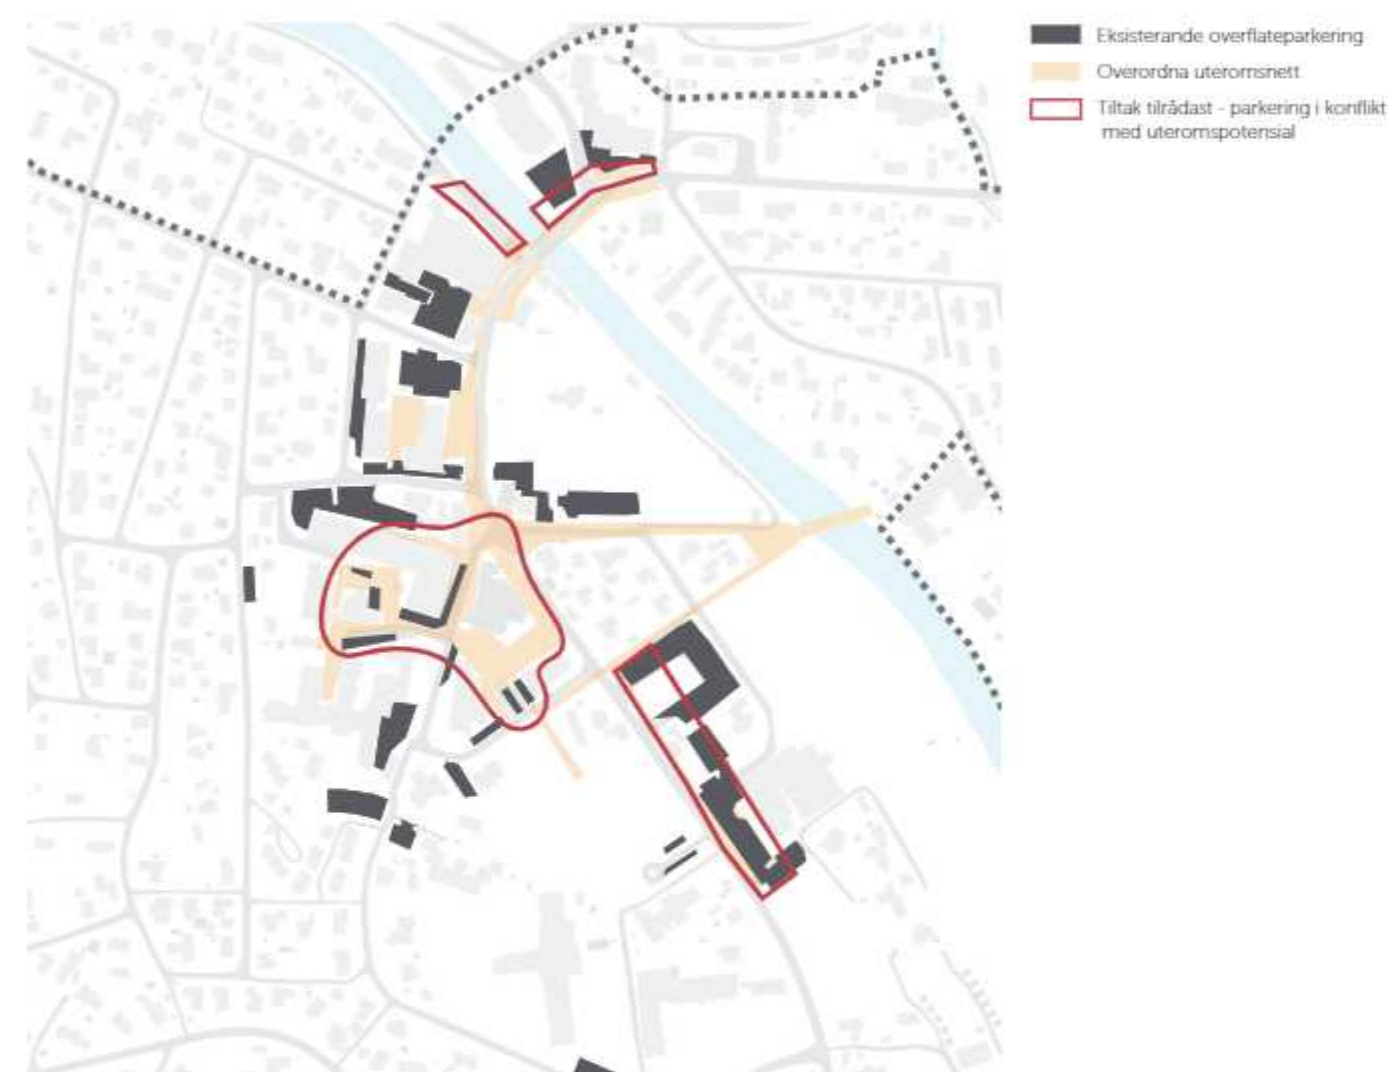 Eksisterande overflateparkering
Overordna uteromsnett
Tiltak tilrådast - parkering i konflikt
med uteromspotensial